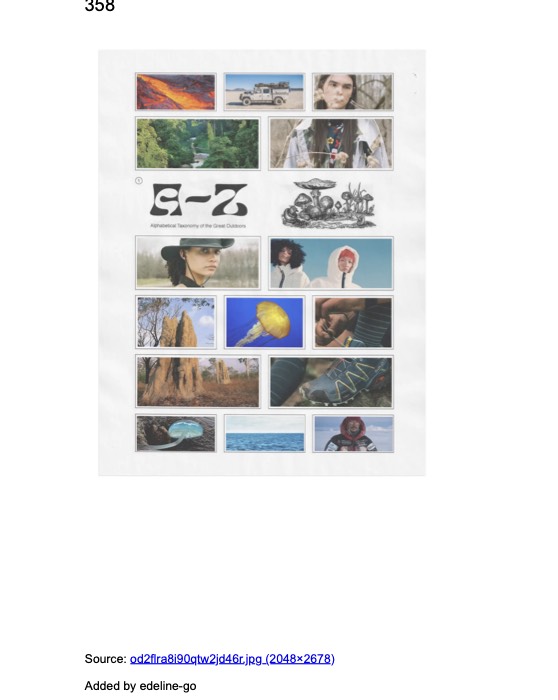 358
A–Z
Alphabetical Taxonomy of the Great Outdoors
Source: od2flra8i90qtw2jd46r.jpg (2048×2678)
Added by edeline-go